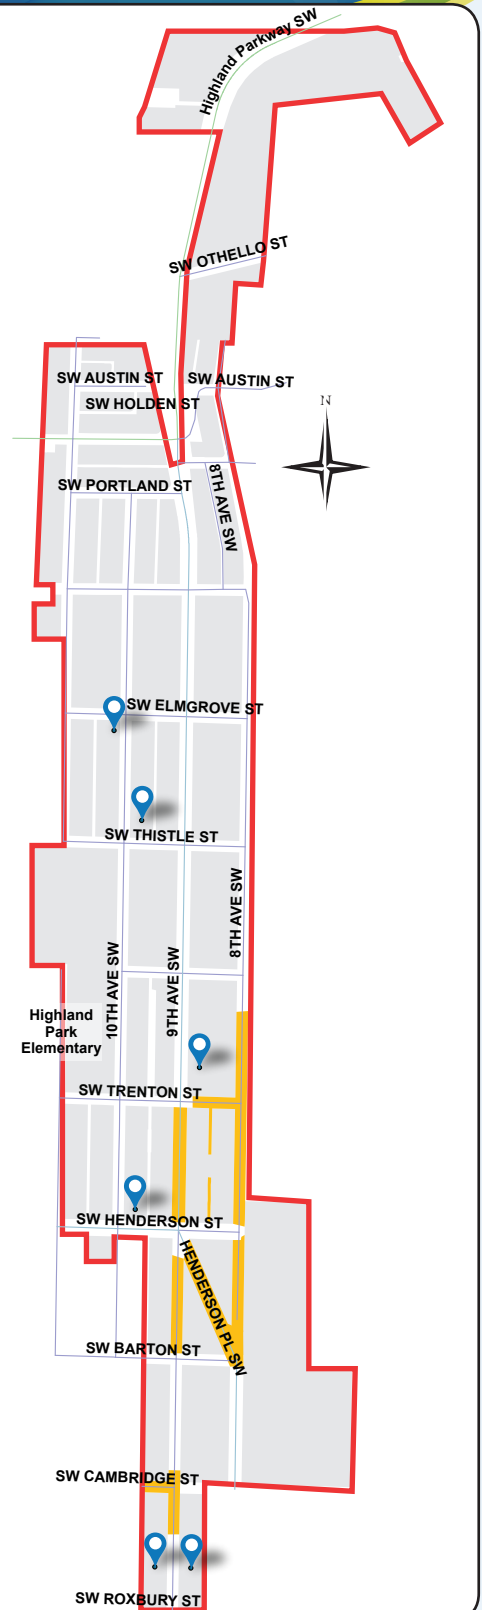 Highland Parkway SW
SW OTHELLO ST
SW AUSTIN ST
SW AUSTIN ST
SW HOLDEN ST
N
SW PORTLAND ST
8TH AVE SW
SW ELMGROVE ST
SW THISTLE ST
8TH AVE SW
10TH AVE SW
9TH AVE SW
Highland
Park
Elementary
SW TRENTON ST
SW HENDERSON ST
HENDERSON PL SW
SW BARTON ST
SW CAMBRIDGE ST
SW ROXBURY ST